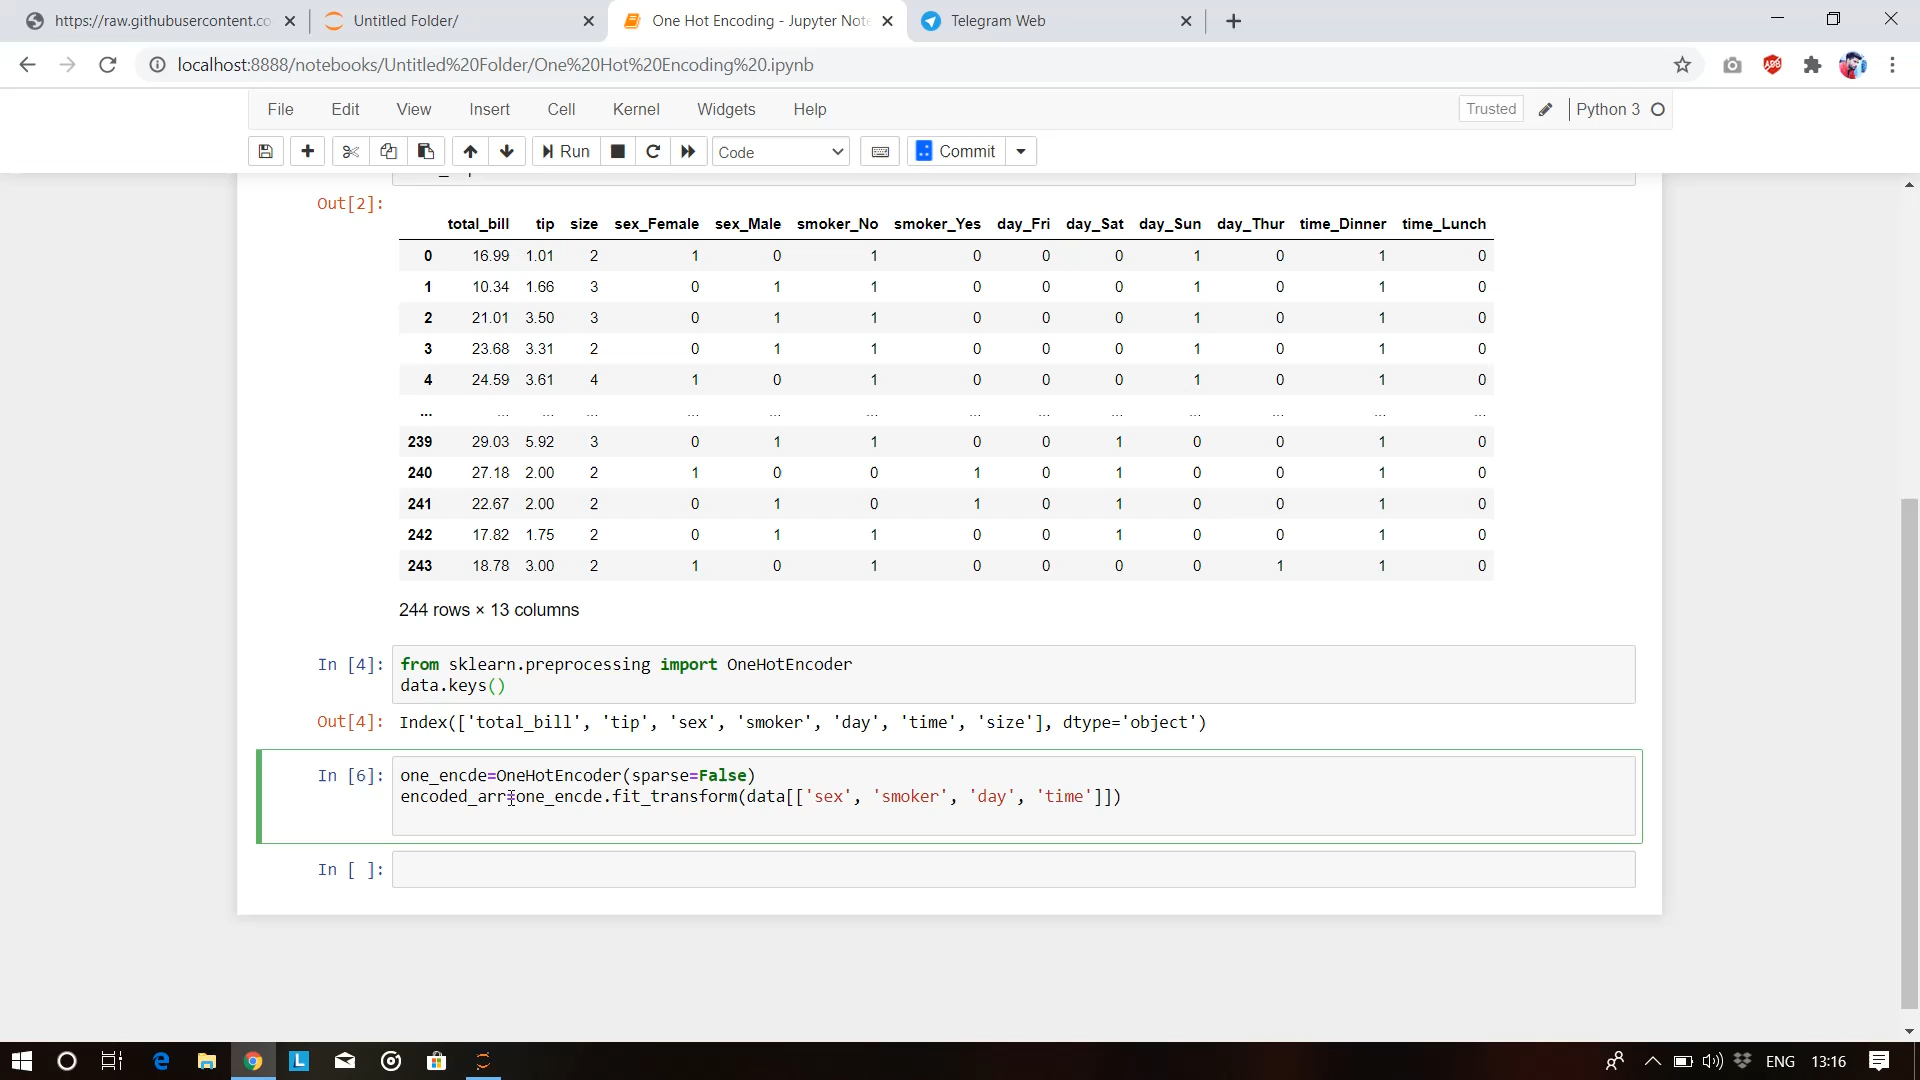 https://raw.githubusercontent.co
Untitled Folder/
One Hot Encoding - Jupyter Note
Telegram Web
localhost:8888/notebooks/Untitled%20Folder/One%20Hot%20Encoding%20.ipynb
File Edit View Insert Cell Kernel Widgets Help Trusted Python 3
Run Code Commit
Out[2]:
total_bill tip size sex_Female sex_Male smoker_No smoker_Yes day_Fri day_Sat day_Sun day_Thur time_Dinner time_Lunch
0 16.99 1.01 2 1 0 1 0 0 0 1 0 1 0
1 10.34 1.66 3 0 1 1 0 0 0 1 0 1 0
2 21.01 3.50 3 0 1 1 0 0 0 1 0 1 0
3 23.68 3.31 2 0 1 1 0 0 0 1 0 1 0
4 24.59 3.61 4 1 0 1 0 0 0 1 0 1 0
... ... ... ... ... ... ... ... ... ... ... ... ... ...
239 29.03 5.92 3 0 1 1 0 0 1 0 0 1 0
240 27.18 2.00 2 1 0 0 1 0 1 0 0 1 0
241 22.67 2.00 2 0 1 0 1 0 1 0 0 1 0
242 17.82 1.75 2 0 1 1 0 0 1 0 0 1 0
243 18.78 3.00 2 1 0 1 0 0 0 0 1 1 0
244 rows × 13 columns
In [4]: from sklearn.preprocessing import OneHotEncoder
data.keys()
Out[4]: Index(['total_bill', 'tip', 'sex', 'smoker', 'day', 'time', 'size'], dtype='object')
In [6]: one_encde=OneHotEncoder(sparse=False)
encoded_arr=one_encde.fit_transform(data[['sex', 'smoker', 'day', 'time']])
In [ ]:
ENG 13:16